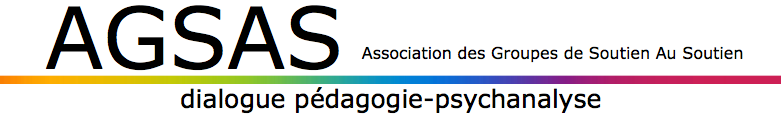 AGSAS Association des Groupes de Soutien Au Soutien
dialogue pédagogie-psychanalyse